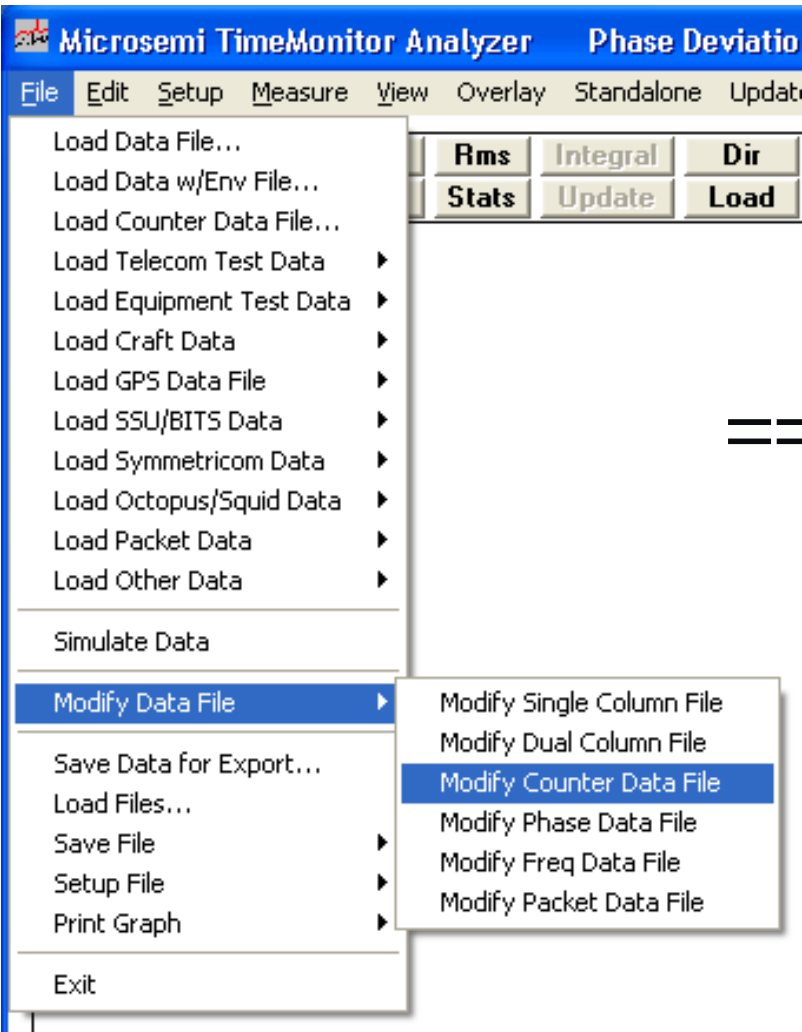 Microsemi TimeMonitor Analyzer Phase Deviatio
File Edit Setup Measure View Overlay Standalone Updat
Rms Integral Dir
Stats Update Load
Load Data File...
Load Data w/Env File...
Load Counter Data File...
Load Telecom Test Data
Load Equipment Test Data
Load Craft Data
Load GPS Data File
Load SSU/BITS Data
Load Symmetricom Data
Load Octopus/Squid Data
Load Packet Data
Load Other Data
==
Simulate Data
Modify Data File
Modify Single Column File
Modify Dual Column File
Modify Counter Data File
Modify Phase Data File
Modify Freq Data File
Modify Packet Data File
Save Data for Export...
Load Files...
Save File
Setup File
Print Graph
Exit